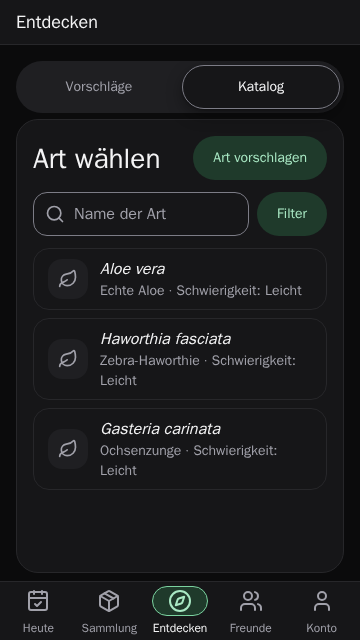 Entdecken
Vorschläge
Katalog
Art wählen
Art vorschlagen
Name der Art
Filter
Aloe vera
Echte Aloe · Schwierigkeit: Leicht
Haworthia fasciata
Zebra-Haworthie · Schwierigkeit:
Leicht
Gasteria carinata
Ochsenzunge · Schwierigkeit:
Leicht
Heute
Sammlung
Entdecken
Freunde
Konto